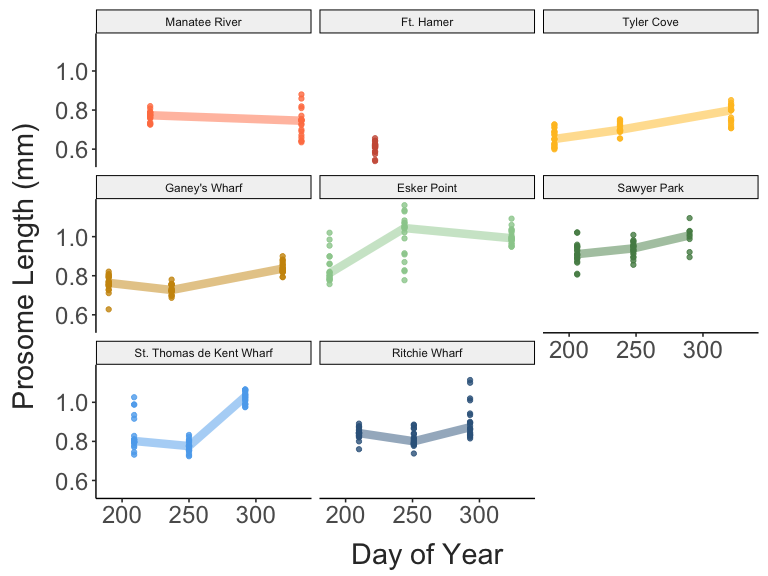 Manatee River
Ft. Hamer
Tyler Cove
1.0
0.8
0.6
Ganey's Wharf
Esker Point
Sawyer Park
1.0
0.8
0.6
200 250 300
St. Thomas de Kent Wharf
Ritchie Wharf
1.0
0.8
0.6
200 250 300
200 250 300
Prosome Length (mm)
Day of Year